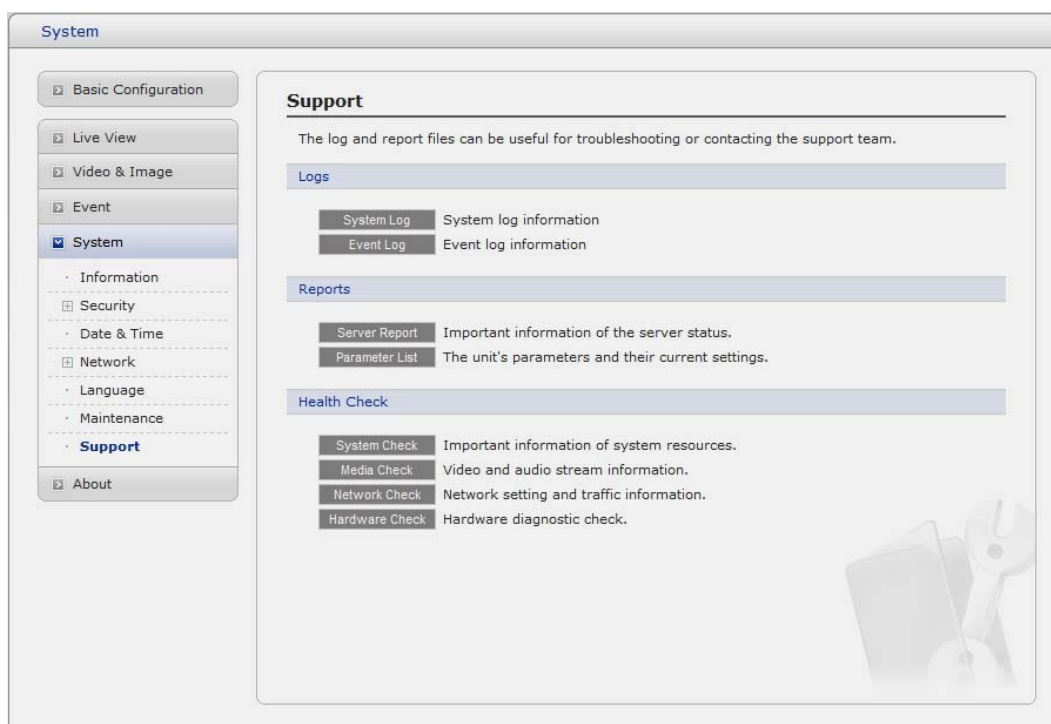 System
Basic Configuration
Live View
Video & Image
Event
System
Information
Security
Date & Time
Network
Language
Maintenance
Support
About
Support
The log and report files can be useful for troubleshooting or contacting the support team.
Logs
System Log System log information
Event Log Event log information
Reports
Server Report Important information of the server status.
Parameter List The unit's parameters and their current settings.
Health Check
System Check Important information of system resources.
Media Check Video and audio stream information.
Network Check Network setting and traffic information.
Hardware Check Hardware diagnostic check.